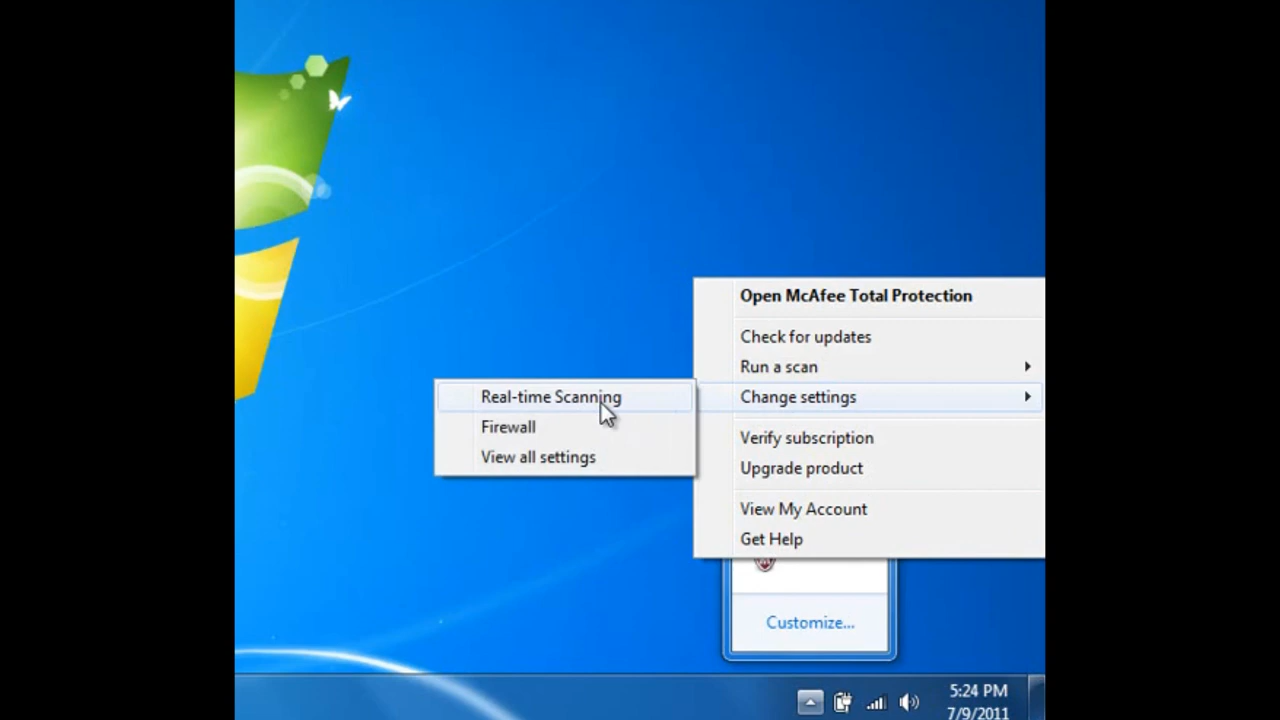 Open McAfee Total Protection
Check for updates
Run a scan
Change settings
Real-time Scanning
Firewall
View all settings
Verify subscription
Upgrade product
View My Account
Get Help
Customize...
5:24 PM
7/9/2011